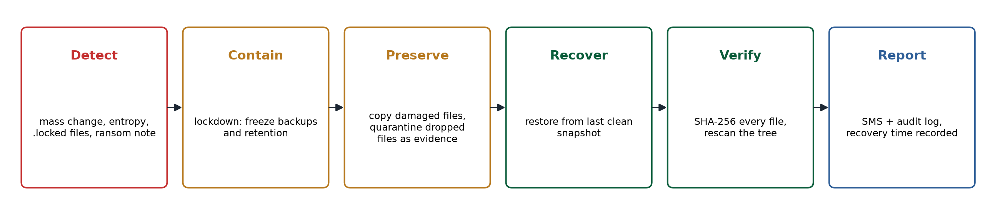 Detect
mass change, entropy,
.locked files, ransom note
Contain
lockdown: freeze backups
and retention
Preserve
copy damaged files,
quarantine dropped
files as evidence
Recover
restore from last clean
snapshot
Verify
SHA-256 every file,
rescan the tree
Report
SMS + audit log,
recovery time recorded